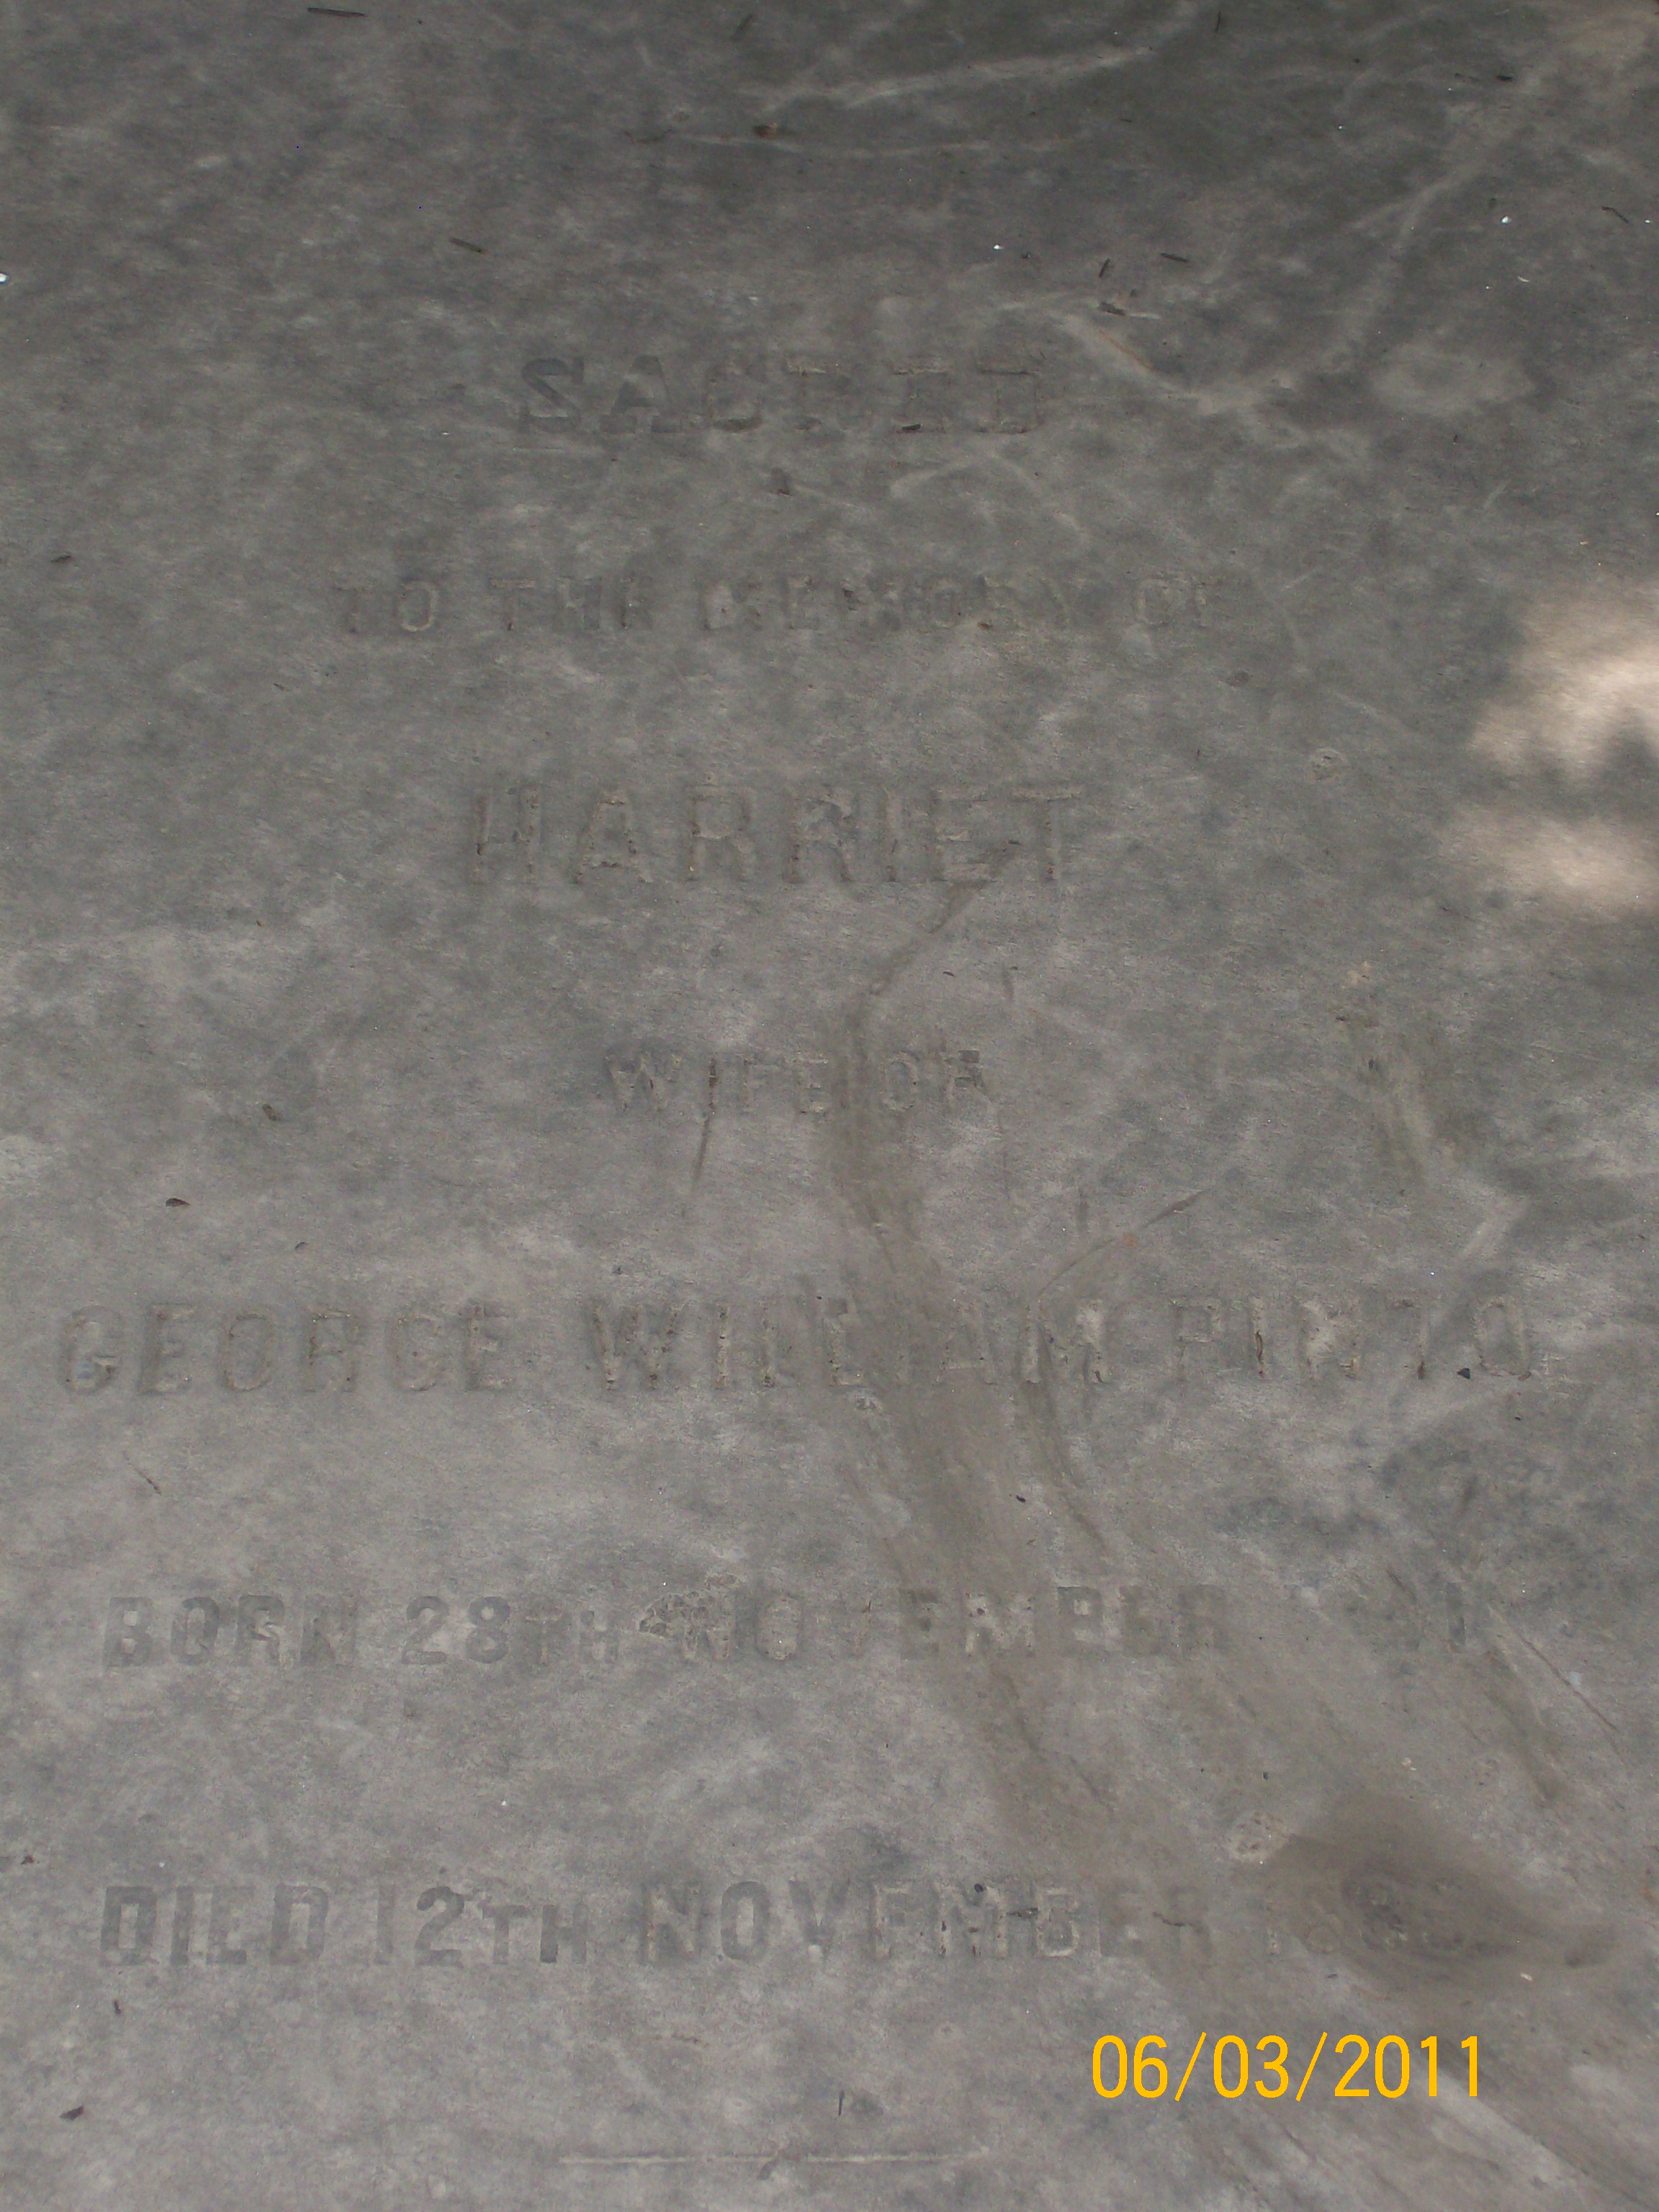 SACRED
TO THE MEMORY OF
HARRIET
WIFE OF
GEORGE WILLIAM PINTO
BORN 28TH NOVEMBER
DIED 12TH NOVEMBER
06/03/2011